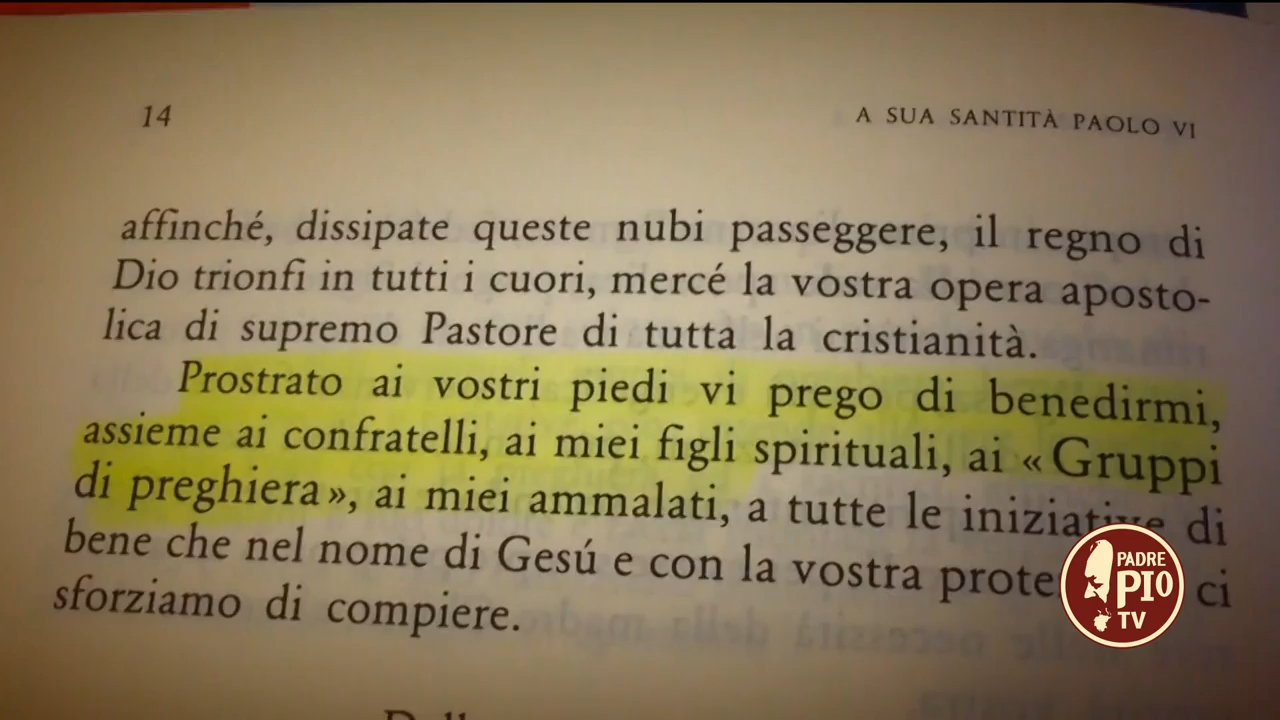 14
A SUA SANTITÀ PAOLO VI
affinché, dissipate queste nubi passeggere, il regno di
Dio trionfi in tutti i cuori, mercé la vostra opera aposto-
lica di supremo Pastore di tutta la cristianità.
Prostrato ai vostri piedi vi prego di benedirmi,
assieme ai confratelli, ai miei figli spirituali, ai «Gruppi
di preghiera», ai miei ammalati, a tutte le iniziative di
bene che nel nome di Gesú e con la vostra prote ci
sforziamo di compiere.
PADRE
PIO
TV